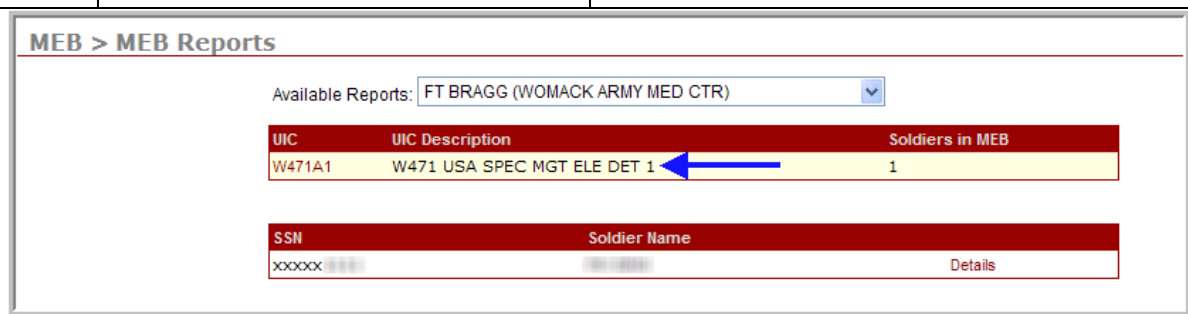 MEB > MEB Reports
Available Reports: FT BRAGG (WOMACK ARMY MED CTR)
UIC UIC Description Soldiers in MEB
W471A1 W471 USA SPEC MGT ELE DET 1 1
SSN Soldier Name
xxxxx Details